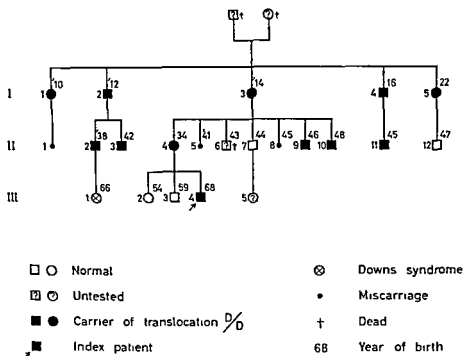 ? † ? †
I 1 '10 2 '12 3 '14 4 16 5 22
II 1 2 '38 3 42 4 34 5 41 6 ? 43 † 7 44 8 45 9 46 10 48 11 45 12 47
III 1 66 2 54 3 59 4 68 5 ?
Normal
Downs syndrome
? ? Untested
Miscarriage
Carrier of translocation D/D
† Dead
Index patient
68 Year of birth